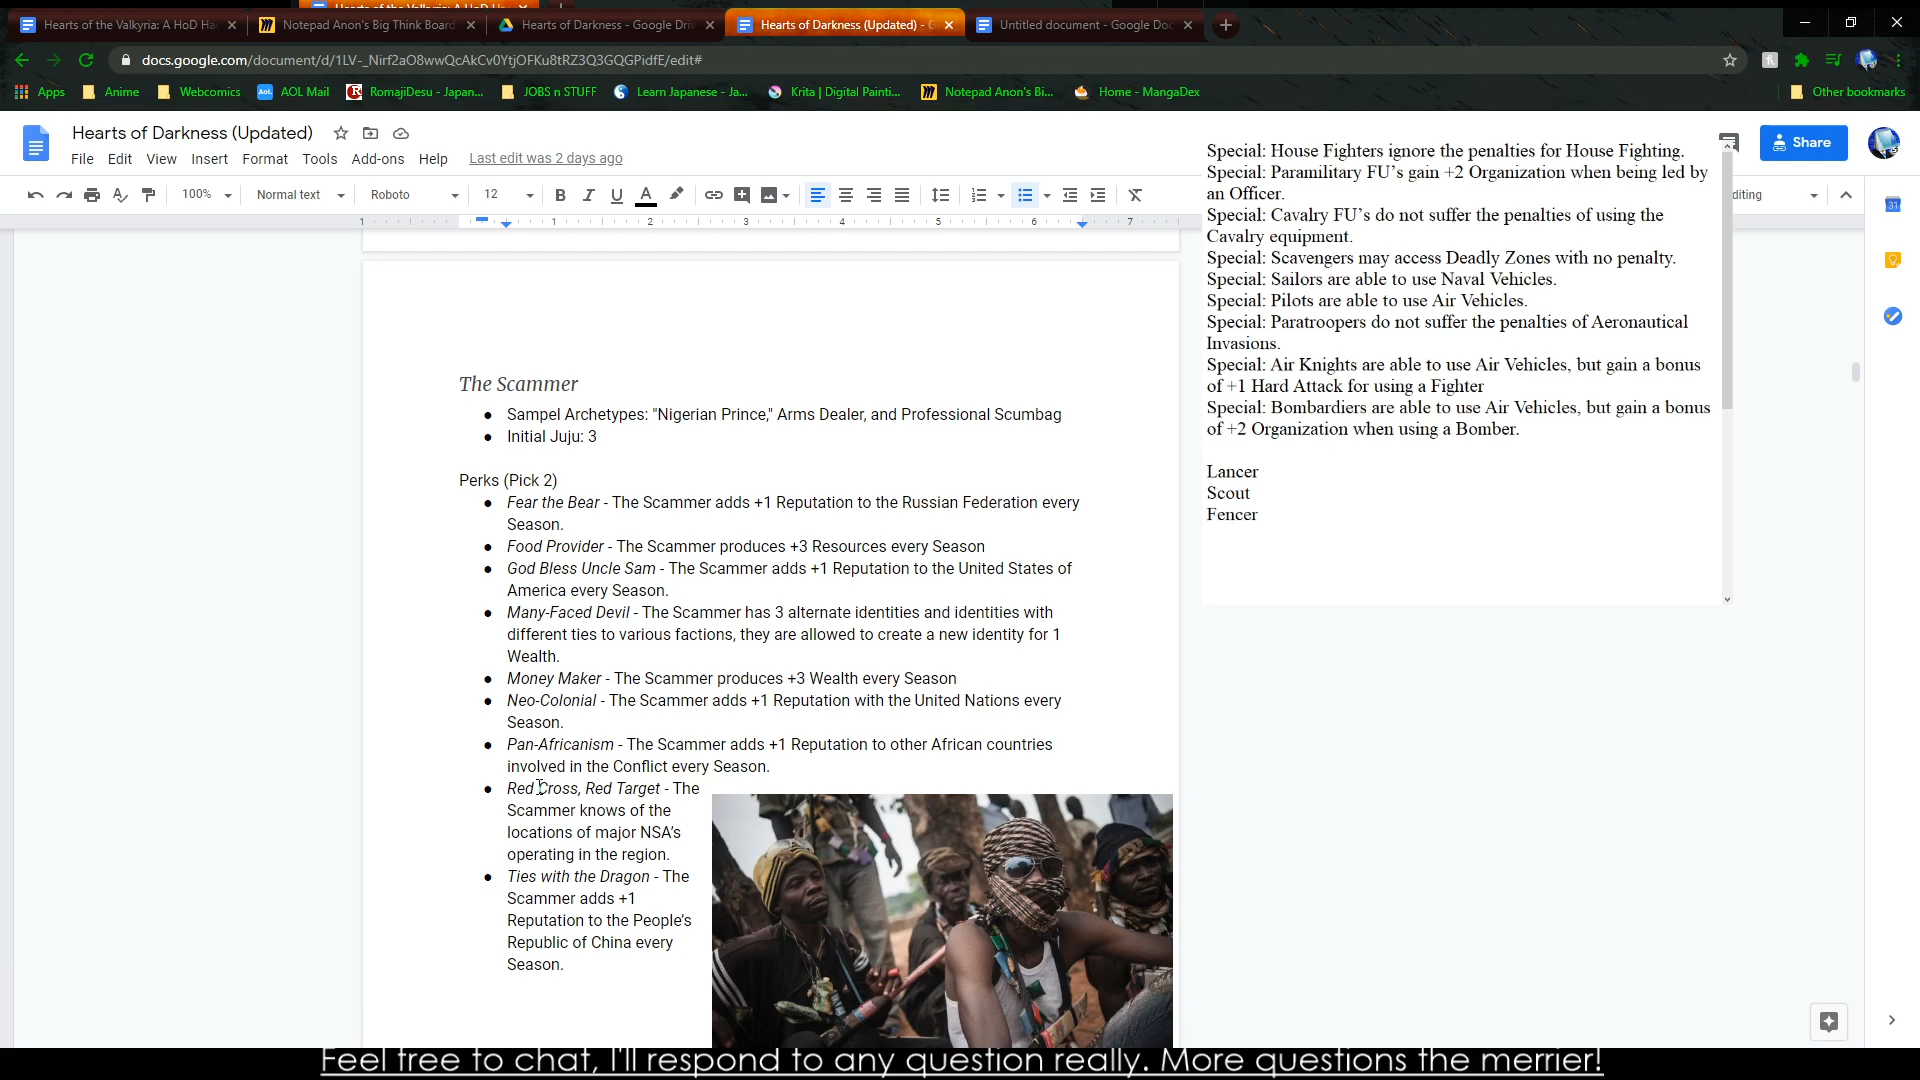 Hearts of the Valkyria: A HoD Hac
Notepad Anon's Big Think Board
Hearts of Darkness - Google Driv
Hearts of Darkness (Updated) - G
Untitled document - Google Doc
docs.google.com/document/d/1LV-_Nirf2aO8wwQcAkCv0YtjOFKu8tRZ3Q3GQGPidfE/edit#
Apps
Anime
Webcomics
AOL Mail
RomajiDesu - Japan...
JOBS n STUFF
Learn Japanese - Ja...
Krita | Digital Painti...
Notepad Anon's Bi...
Home - MangaDex
Other bookmarks
Hearts of Darkness (Updated)
File Edit View Insert Format Tools Add-ons Help Last edit was 2 days ago
Share
100% Normal text Roboto 12
diting
1 1 2 3 4 5 6 7
The Scammer
● Sampel Archetypes: "Nigerian Prince," Arms Dealer, and Professional Scumbag
● Initial Juju: 3
Perks (Pick 2)
● Fear the Bear - The Scammer adds +1 Reputation to the Russian Federation every
Season.
● Food Provider - The Scammer produces +3 Resources every Season
● God Bless Uncle Sam - The Scammer adds +1 Reputation to the United States of
America every Season.
● Many-Faced Devil - The Scammer has 3 alternate identities and identities with
different ties to various factions, they are allowed to create a new identity for 1
Wealth.
● Money Maker - The Scammer produces +3 Wealth every Season
● Neo-Colonial - The Scammer adds +1 Reputation with the United Nations every
Season.
● Pan-Africanism - The Scammer adds +1 Reputation to other African countries
involved in the Conflict every Season.
● Red Cross, Red Target - The
Scammer knows of the
locations of major NSA's
operating in the region.
● Ties with the Dragon - The
Scammer adds +1
Reputation to the People's
Republic of China every
Season.
Special: House Fighters ignore the penalties for House Fighting.
Special: Paramilitary FU's gain +2 Organization when being led by
an Officer.
Special: Cavalry FU's do not suffer the penalties of using the
Cavalry equipment.
Special: Scavengers may access Deadly Zones with no penalty.
Special: Sailors are able to use Naval Vehicles.
Special: Pilots are able to use Air Vehicles.
Special: Paratroopers do not suffer the penalties of Aeronautical
Invasions.
Special: Air Knights are able to use Air Vehicles, but gain a bonus
of +1 Hard Attack for using a Fighter
Special: Bombardiers are able to use Air Vehicles, but gain a bonus
of +2 Organization when using a Bomber.
Lancer
Scout
Fencer
31
Feel free to chat, I'll respond to any question really. More questions the merrier!